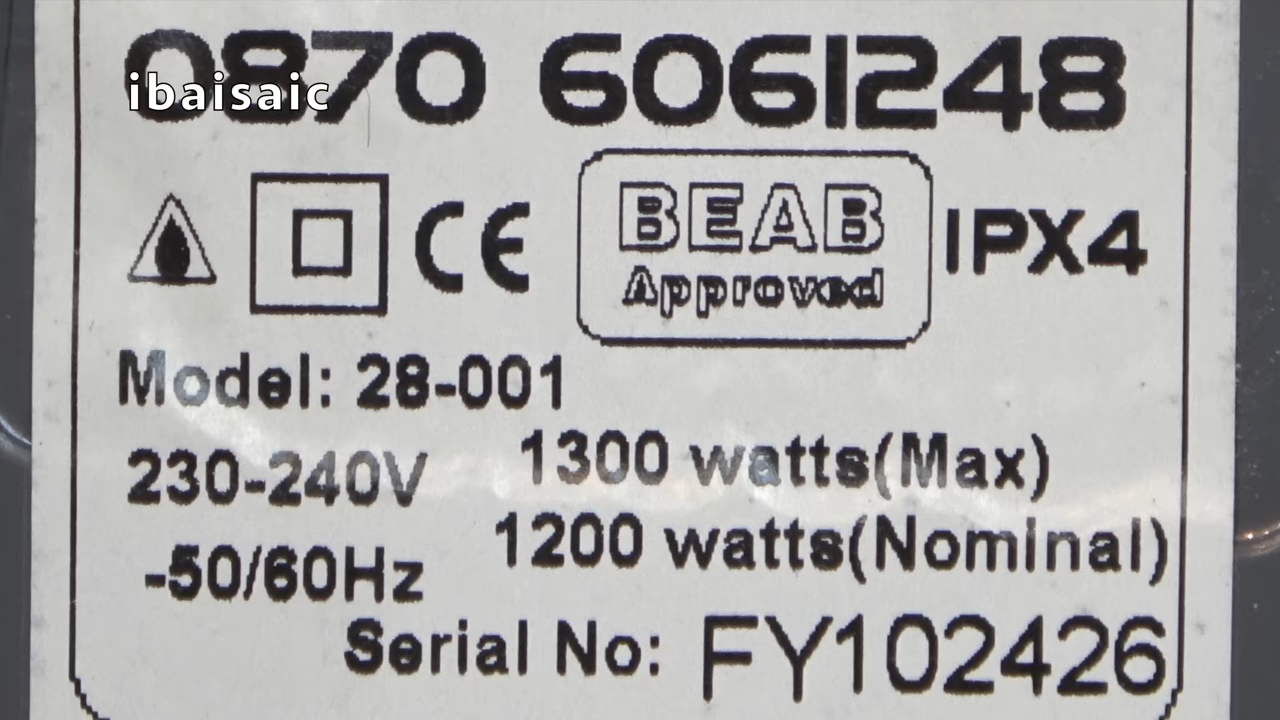 0870 6061248
ibaisaic
CE BEAB Approved IPX4
Model: 28-001
230-240V 1300 watts(Max)
-50/60Hz 1200 watts(Nominal)
Serial No: FY102426